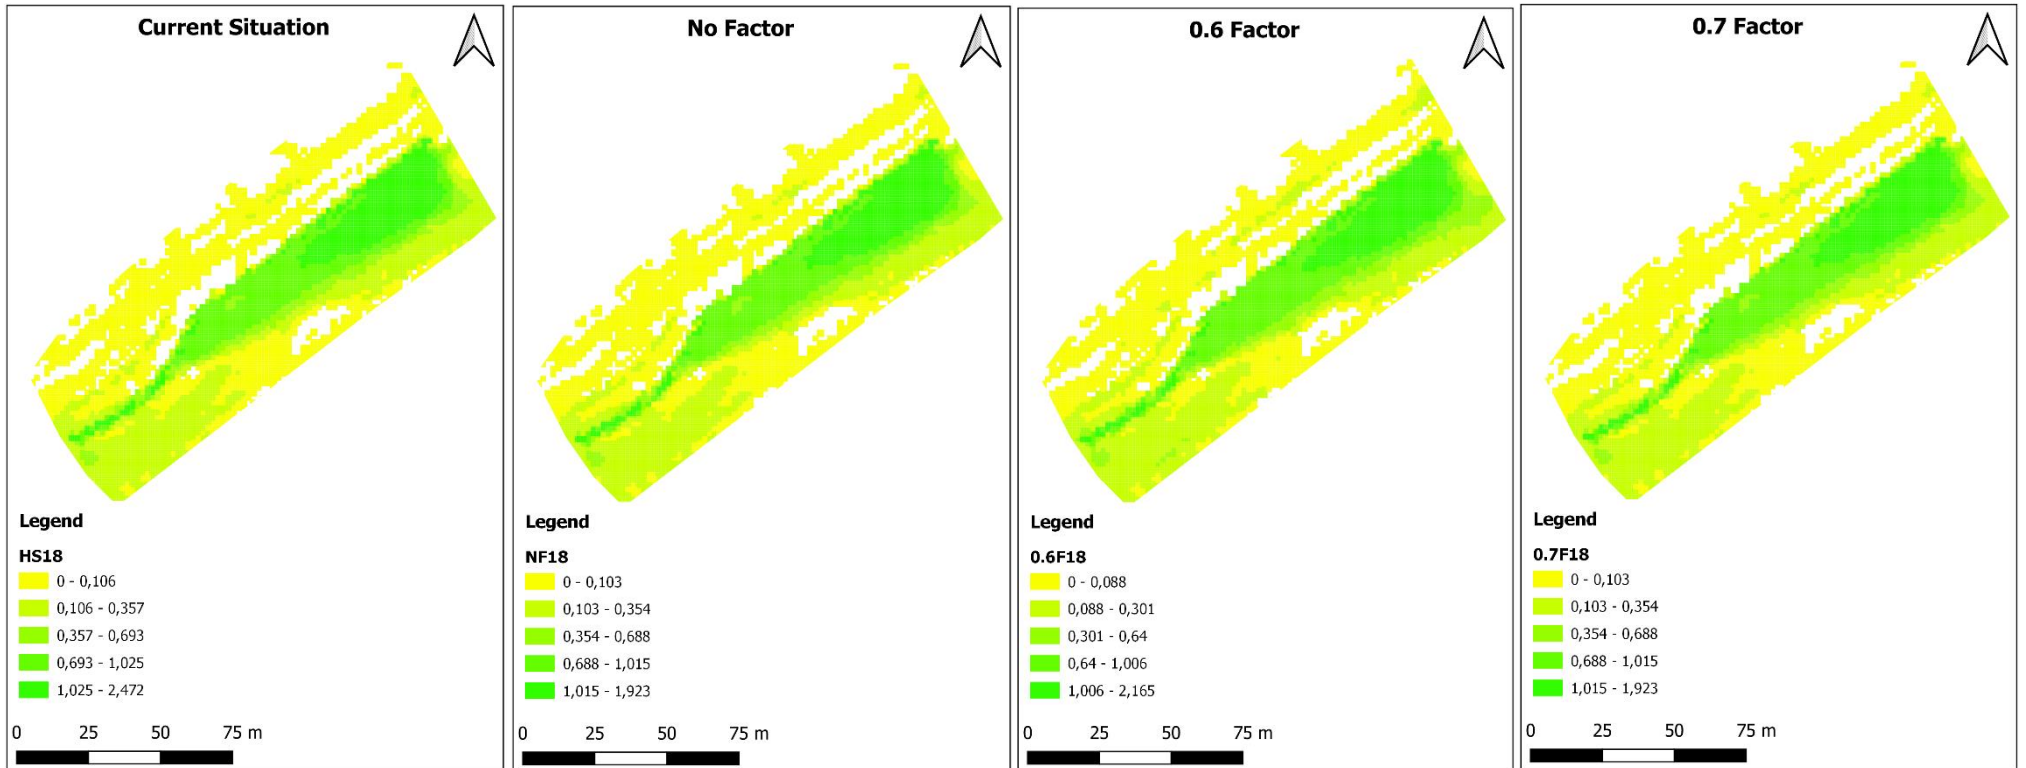 Current Situation
Legend
HS18
0 - 0,106
0,106 - 0,357
0,357 - 0,693
0,693 - 1,025
1,025 - 2,472
0 25 50 75 m
No Factor
Legend
NF18
0 - 0,103
0,103 - 0,354
0,354 - 0,688
0,688 - 1,015
1,015 - 1,923
0 25 50 75 m
0.6 Factor
Legend
0.6F18
0 - 0,088
0,088 - 0,301
0,301 - 0,64
0,64 - 1,006
1,006 - 2,165
0 25 50 75 m
0.7 Factor
Legend
0.7F18
0 - 0,103
0,103 - 0,354
0,354 - 0,688
0,688 - 1,015
1,015 - 1,923
0 25 50 75 m